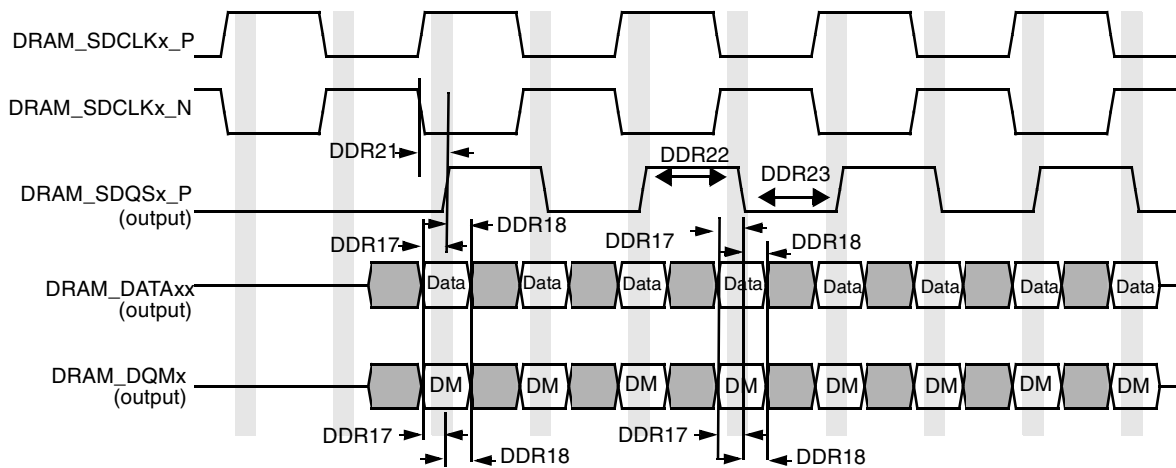 DRAM_SDCLKx_P
DRAM_SDCLKx_N
DDR21
DDR22
DDR23
DRAM_SDQSx_P
(output)
DDR18
DDR17
DDR17
DDR18
DRAM_DATAxx
(output)
Data Data Data Data Data Data Data Data
DRAM_DQMx
(output)
DM DM DM DM DM DM DM DM
DDR17
DDR17
DDR18
DDR18